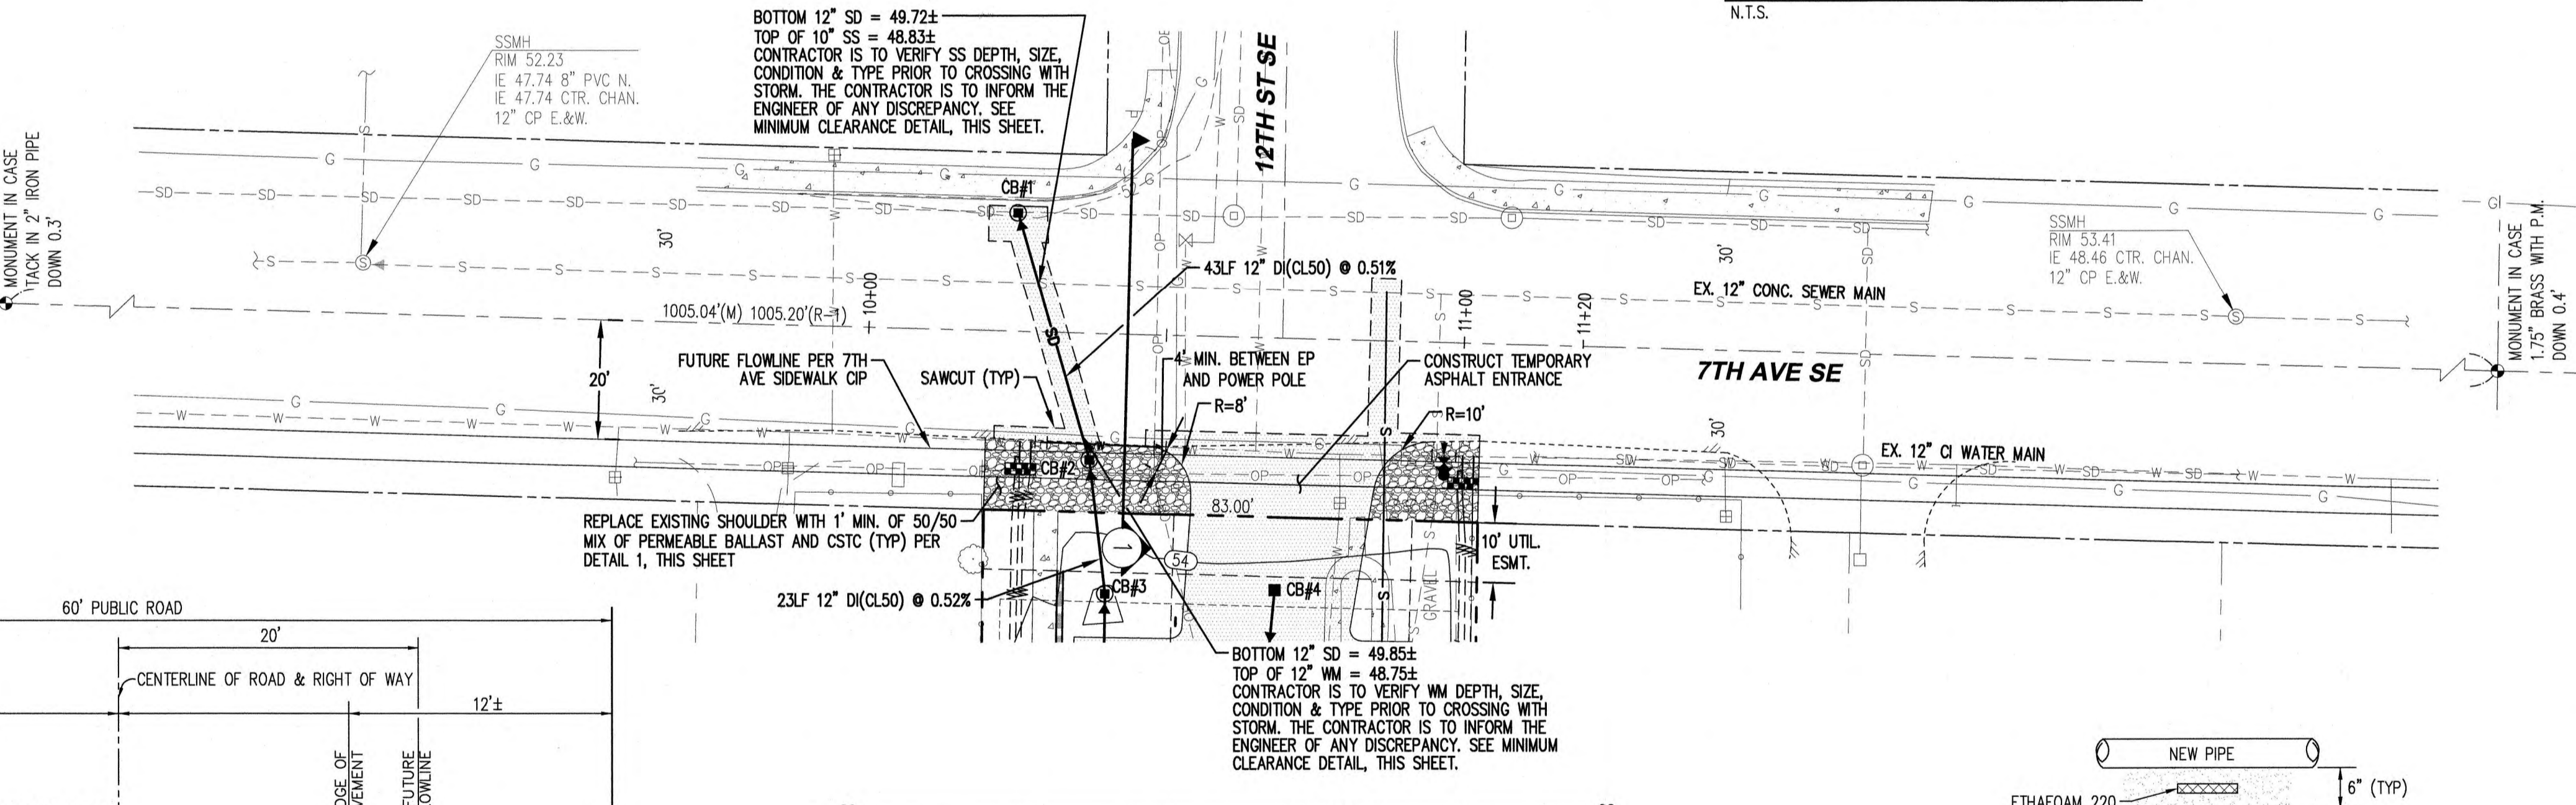 N.T.S.
BOTTOM 12" SD = 49.72±
TOP OF 10" SS = 48.83±
CONTRACTOR IS TO VERIFY SS DEPTH, SIZE,
CONDITION & TYPE PRIOR TO CROSSING WITH
STORM. THE CONTRACTOR IS TO INFORM THE
ENGINEER OF ANY DISCREPANCY. SEE
MINIMUM CLEARANCE DETAIL, THIS SHEET.
SSMH
RIM 52.23
IE 47.74 8" PVC N.
IE 47.74 CTR. CHAN.
12" CP E.&W.
12TH ST SE
MONUMENT IN CASE
TACK IN 2" IRON PIPE
DOWN 0.3'
CB#1
30'
10+00
43LF 12" DI(CL50) @ 0.51%
SSMH
RIM 53.41
IE 48.46 CTR. CHAN.
12" CP E.&W.
30'
EX. 12" CONC. SEWER MAIN
MONUMENT IN CASE
1.75" BRASS WITH P.M.
DOWN 0.4'
1005.04'(M) 1005.20'(R-1)
11+00
11+20
SD
20'
FUTURE FLOWLINE PER 7TH
AVE SIDEWALK CIP
SAWCUT (TYP)
30'
4' MIN. BETWEEN EP
AND POWER POLE
CONSTRUCT TEMPORARY
ASPHALT ENTRANCE
7TH AVE SE
R=8'
R=10'
30'
EX. 12" CI WATER MAIN
CB#2
83.00'
REPLACE EXISTING SHOULDER WITH 1' MIN. OF 50/50
MIX OF PERMEABLE BALLAST AND CSTC (TYP) PER
DETAIL 1, THIS SHEET
1
54
10' UTIL.
ESMT.
23LF 12" DI(CL50) @ 0.52%
CB#3
CB#4
GRAVEL
60' PUBLIC ROAD
20'
CENTERLINE OF ROAD & RIGHT OF WAY
12'±
FUTURE
BOTTOM 12" SD = 49.85±
TOP OF 12" WM = 48.75±
CONTRACTOR IS TO VERIFY WM DEPTH, SIZE,
CONDITION & TYPE PRIOR TO CROSSING WITH
STORM. THE CONTRACTOR IS TO INFORM THE
ENGINEER OF ANY DISCREPANCY. SEE MINIMUM
CLEARANCE DETAIL, THIS SHEET.
NEW PIPE
6" (TYP)
ETHAFOAM 220